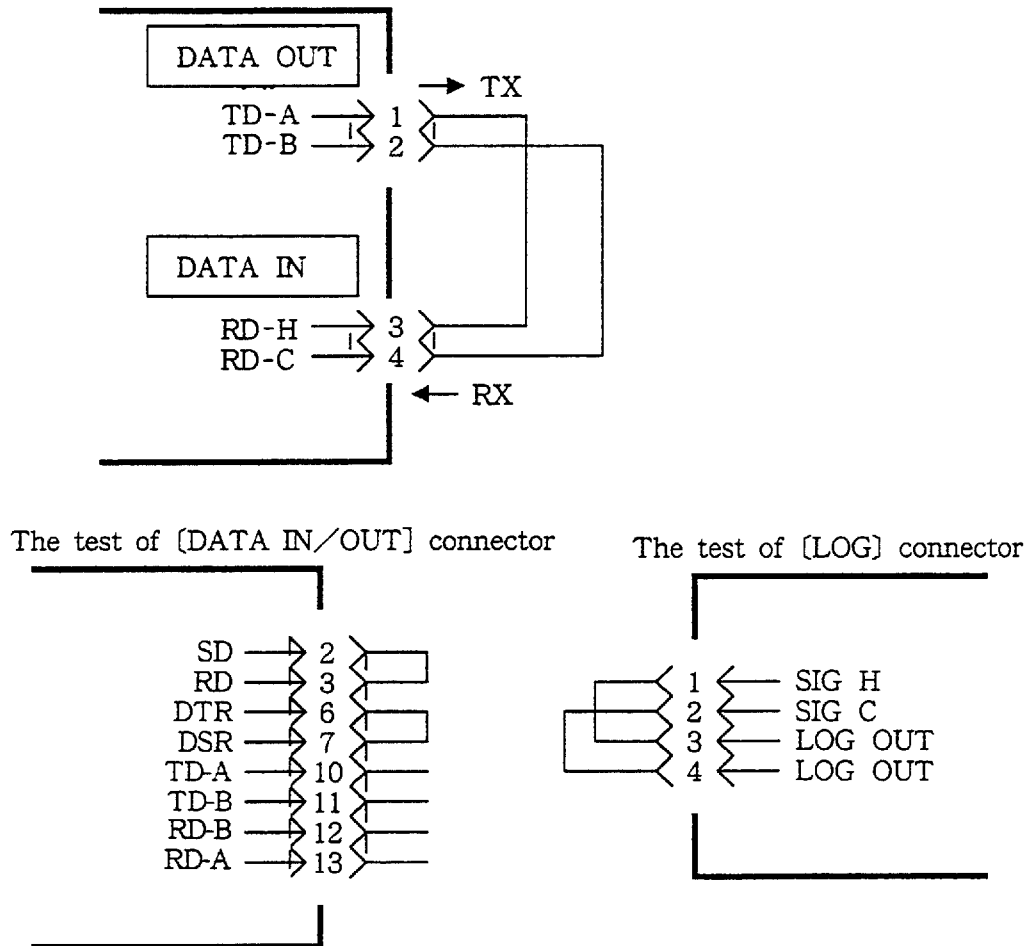 DATA OUT
TX
TD-A 1
TD-B 2
DATA IN
RD-H 3
RD-C 4
RX
The test of [DATA IN/OUT] connector
SD 2
RD 3
DTR 6
DSR 7
TD-A 10
TD-B 11
RD-B 12
RD-A 13
The test of [LOG] connector
1 SIG H
2 SIG C
3 LOG OUT
4 LOG OUT